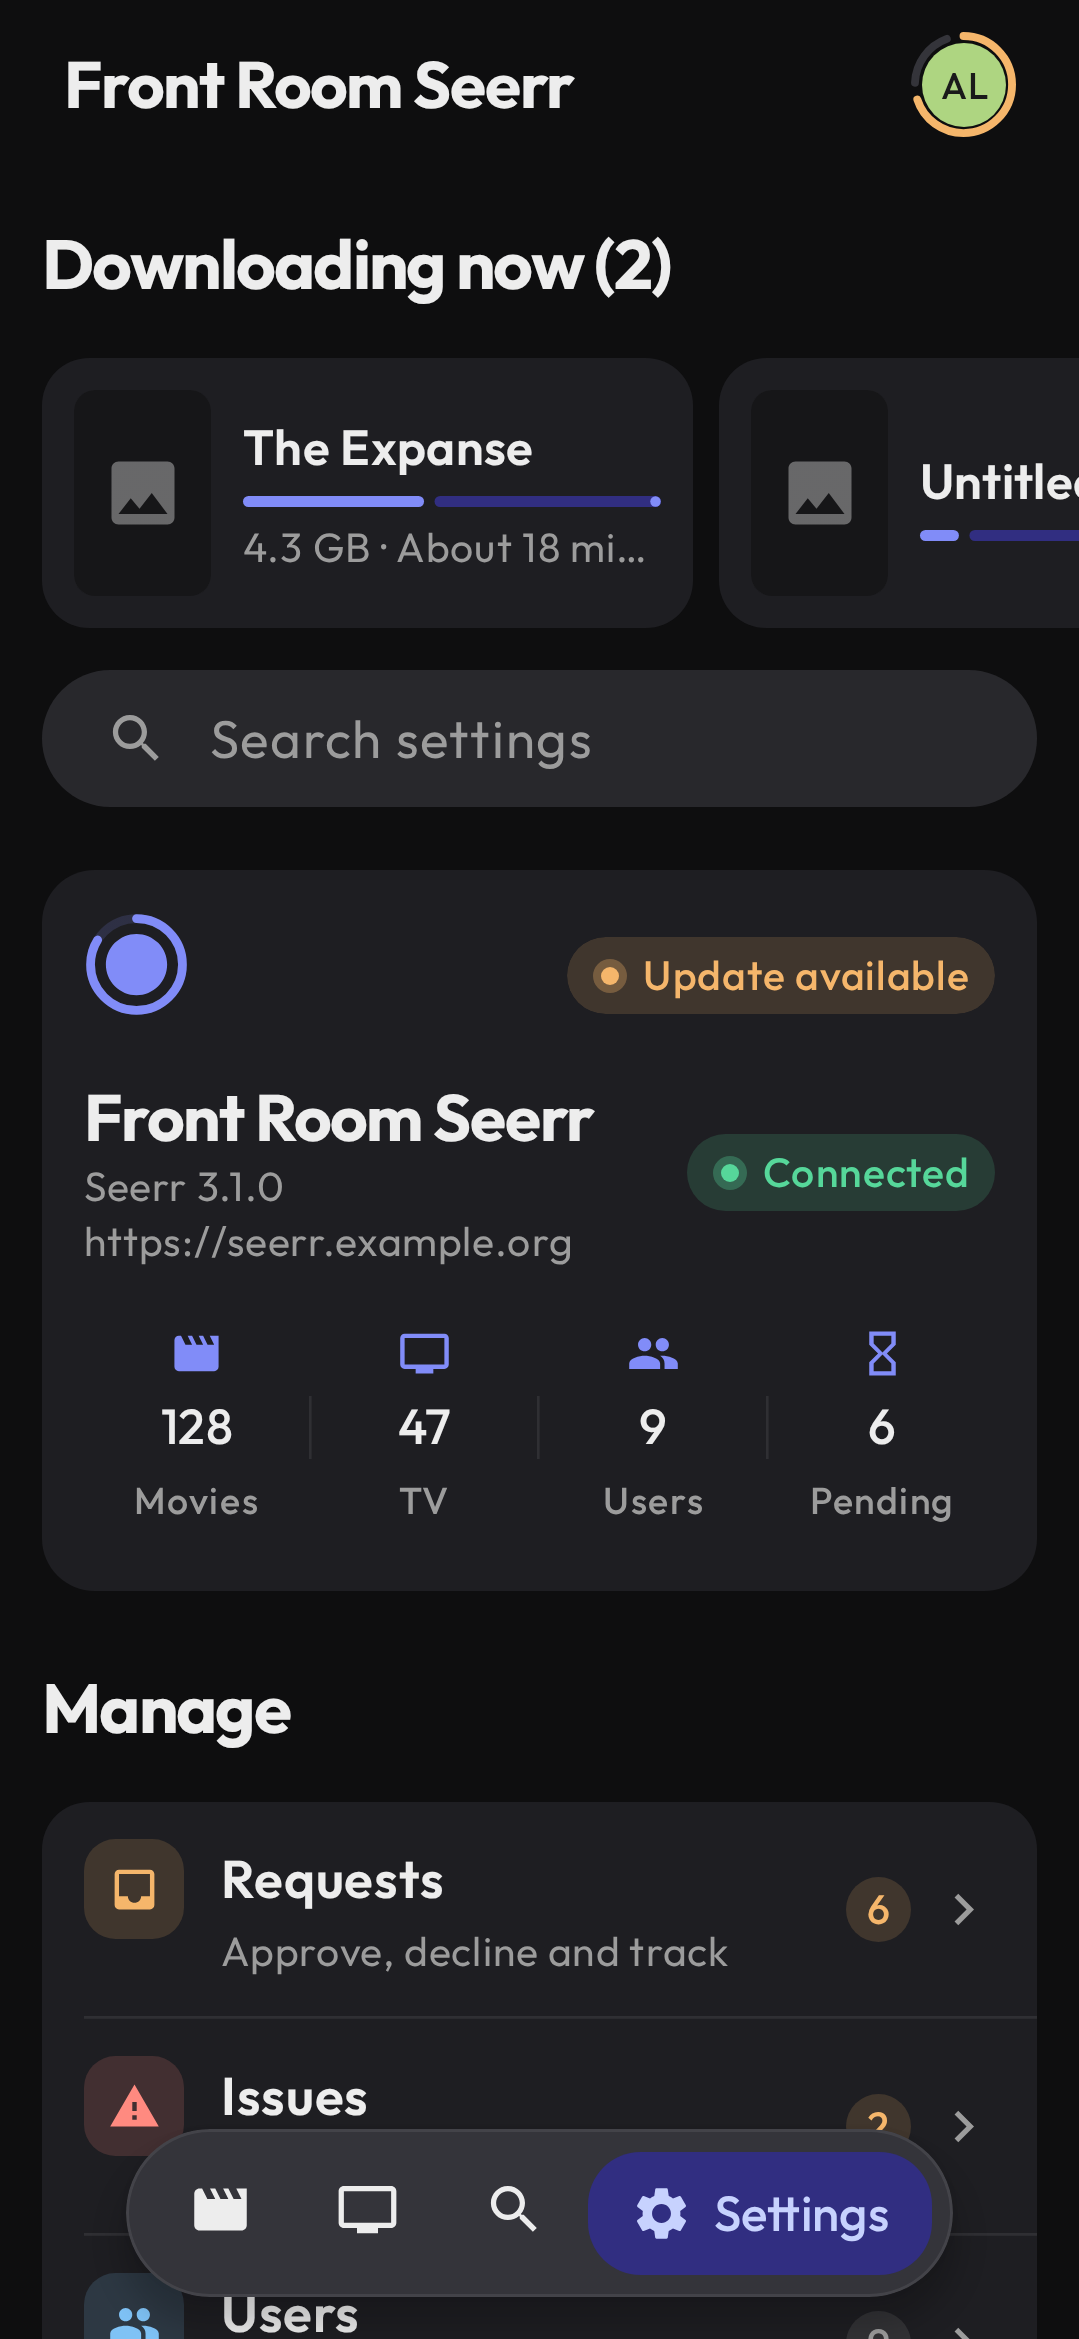 Front Room Seerr
AL
Downloading now (2)
The Expanse
4.3 GB · About 18 mi...
Search settings
Update available
Front Room Seerr
Seerr 3.1.0
https://seerr.example.org
Connected
128
47
9
6
Movies
TV
Users
Pending
Manage
Requests
Approve, decline and track
6
Issues
2
Settings
Users